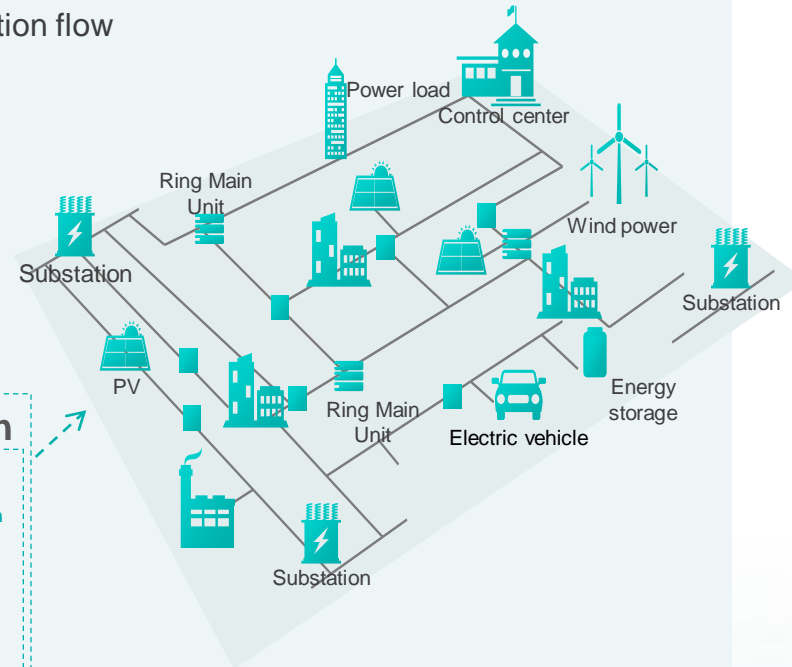 tion flow
Power load
Control center
Ring Main
Unit
Wind power
Substation
Substation
PV
Energy
storage
Ring Main
Unit
Electric vehicle
n
Substation